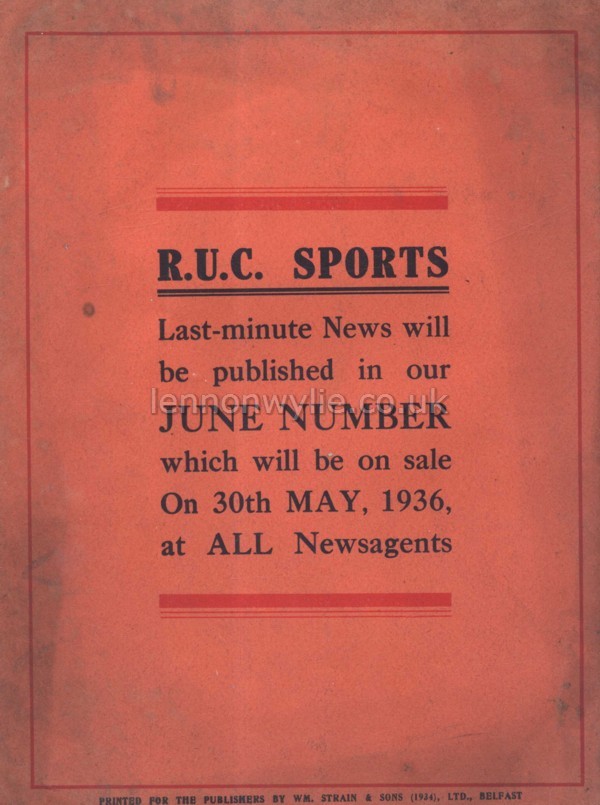 R.U.C. SPORTS
Last-minute News will
be published in our
lennonwylie.co.uk
JUNE NUMBER
which will be on sale
On 30th MAY, 1936,
at ALL Newsagents
PRINTED FOR THE PUBLISHERS BY WM. STRAIN & SONS (1934), LTD., BELFAST